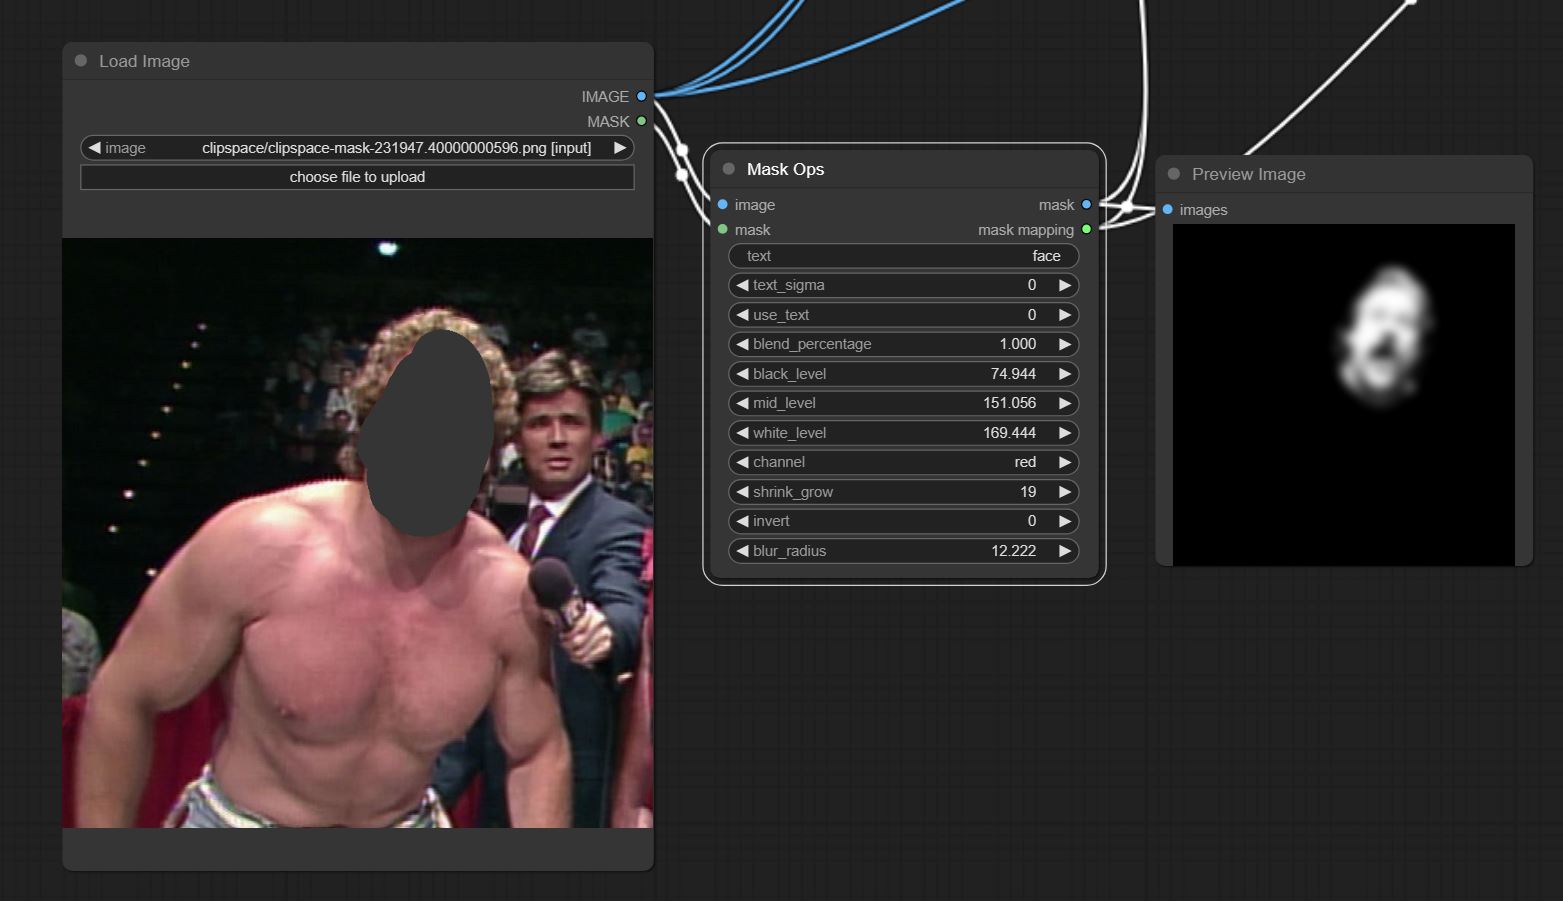 Load Image
IMAGE
MASK
image clipspace/clipspace-mask-231947.40000000596.png [input]
choose file to upload
Mask Ops
image mask
mask mask mapping
text face
text_sigma 0
use_text 0
blend_percentage 1.000
black_level 74.944
mid_level 151.056
white_level 169.444
channel red
shrink_grow 19
invert 0
blur_radius 12.222
Preview Image
images